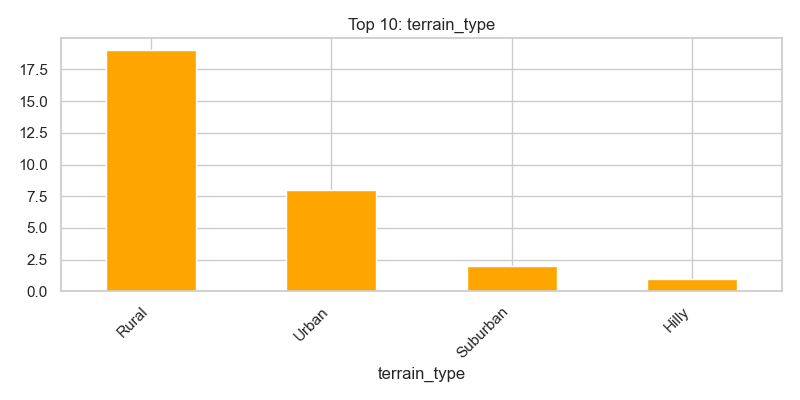 Top 10: terrain_type
17.5
15.0
12.5
10.0
7.5
5.0
2.5
0.0
Rural
Urban
Suburban
Hilly
terrain_type